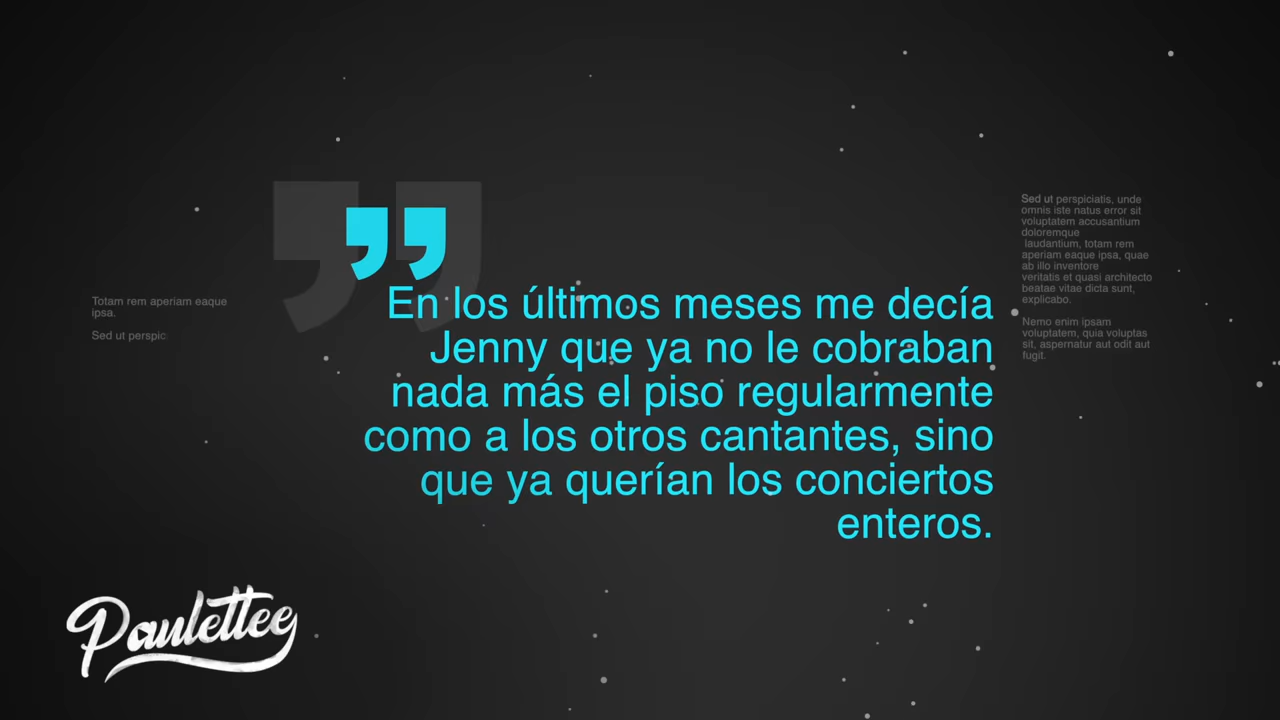 Totam rem aperiam eaque
ipsa.
Sed ut perspic
”
En los últimos meses me decía
Jenny que ya no le cobraban
nada más el piso regularmente
como a los otros cantantes, sino
que ya querían los conciertos
enteros.
Sed ut perspiciatis, unde
omnis iste natus error sit
voluptatem accusantium
doloremque
laudantium, totam rem
aperiam eaque ipsa, quae
ab illo inventore
veritatis et quasi architecto
beatae vitae dicta sunt,
explicabo.
Nemo enim ipsam
voluptatem, quia voluptas
sit, aspernatur aut odit aut
fugit.
Paulettee